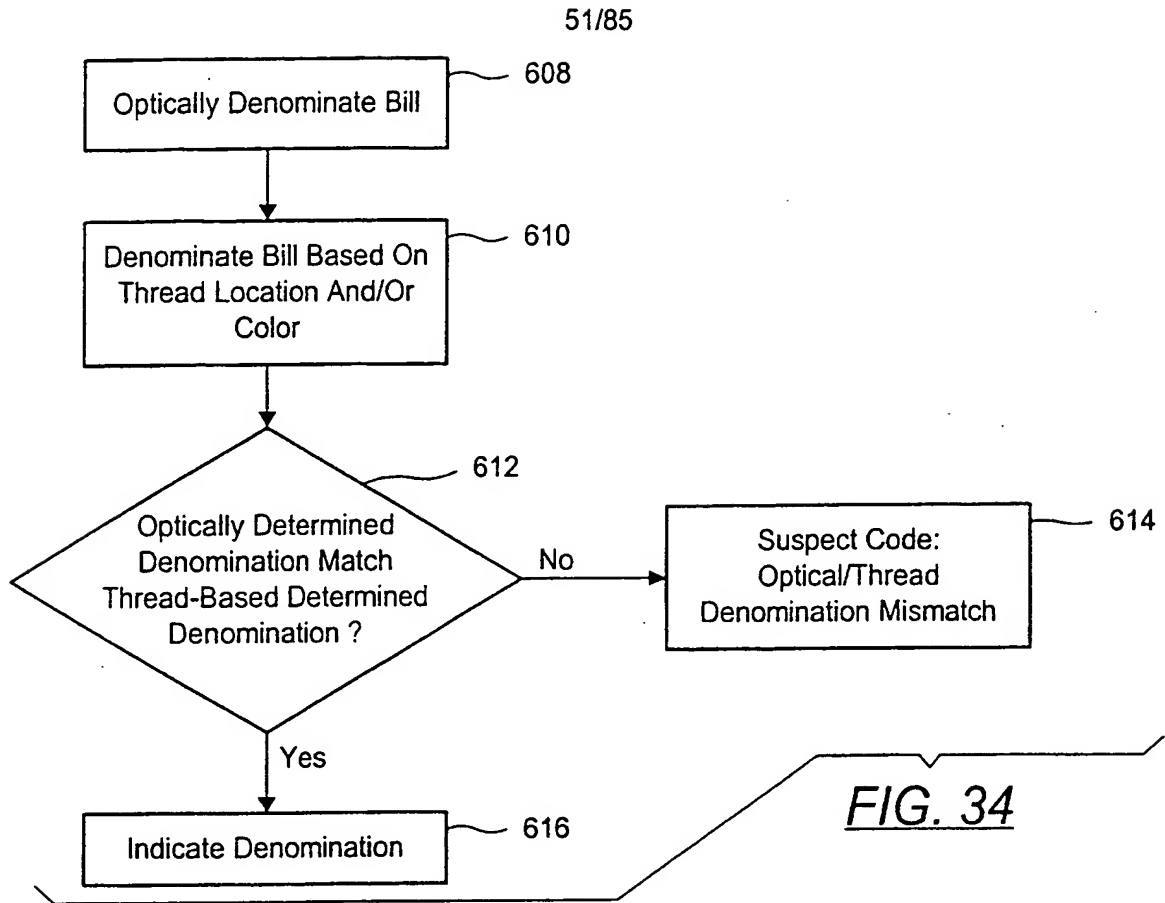 51/85
608
Optically Denominate Bill
610
Denominate Bill Based On
Thread Location And/Or
Color
612
Optically Determined
Denomination Match
Thread-Based Determined
Denomination ?
No
614
Suspect Code:
Optical/Thread
Denomination Mismatch
Yes
616
Indicate Denomination
FIG. 34